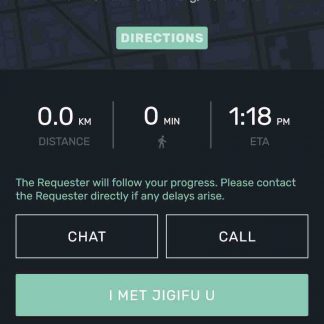 DIRECTIONS
0.0 KM
0 MIN
1:18 PM
DISTANCE
ETA
The Requester will follow your progress. Please contact
the Requester directly if any delays arise.
CHAT
CALL
I MET JIGIFU U